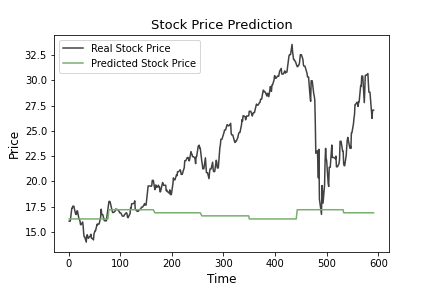 Stock Price Prediction
Real Stock Price
Predicted Stock Price
32.5
30.0
27.5
25.0
22.5
20.0
17.5
15.0
Price
0 100 200 300 400 500 600
Time